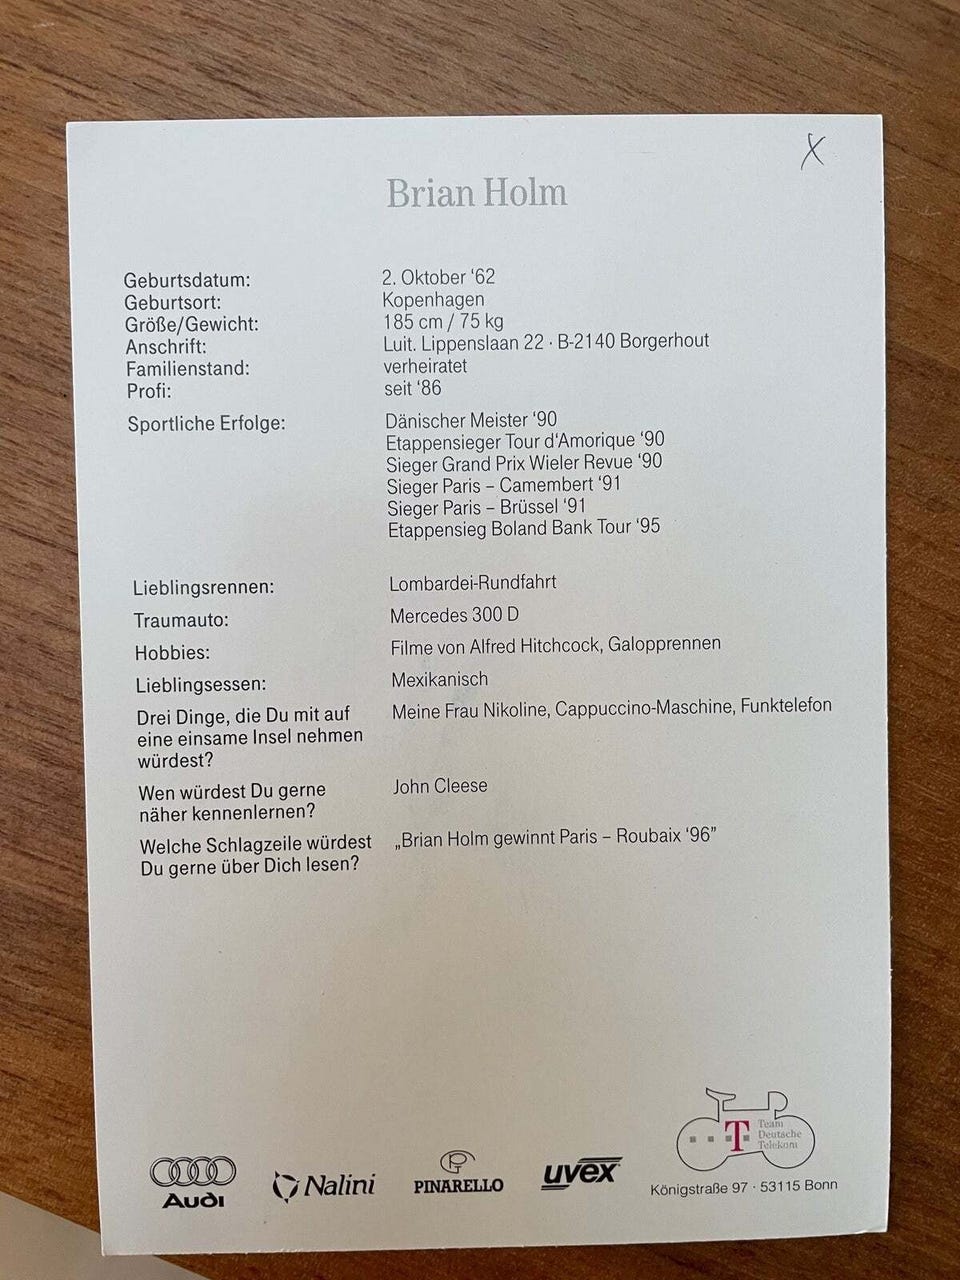 X
Brian Holm
Geburtsdatum: 2. Oktober ‘62
Geburtsort: Kopenhagen
Größe/Gewicht: 185 cm / 75 kg
Anschrift: Luit. Lippenslaan 22 · B-2140 Borgerhout
Familienstand: verheiratet
Profi: seit ‘86
Sportliche Erfolge: Dänischer Meister ‘90
Etappensieger Tour d‘Amorique ‘90
Sieger Grand Prix Wieler Revue ‘90
Sieger Paris – Camembert ‘91
Sieger Paris – Brüssel ‘91
Etappensieg Boland Bank Tour ‘95
Lieblingsrennen: Lombardei-Rundfahrt
Traumauto: Mercedes 300 D
Hobbies: Filme von Alfred Hitchcock, Galopprennen
Lieblingsessen: Mexikanisch
Drei Dinge, die Du mit auf Meine Frau Nikoline, Cappuccino-Maschine, Funktelefon
eine einsame Insel nehmen
würdest?
Wen würdest Du gerne John Cleese
näher kennenlernen?
Welche Schlagzeile würdest „Brian Holm gewinnt Paris – Roubaix ‘96”
Du gerne über Dich lesen?
Audi
Nalini
PINARELLO
uvex
T
Team
Deutsche
Telekom
Königstraße 97 · 53115 Bonn